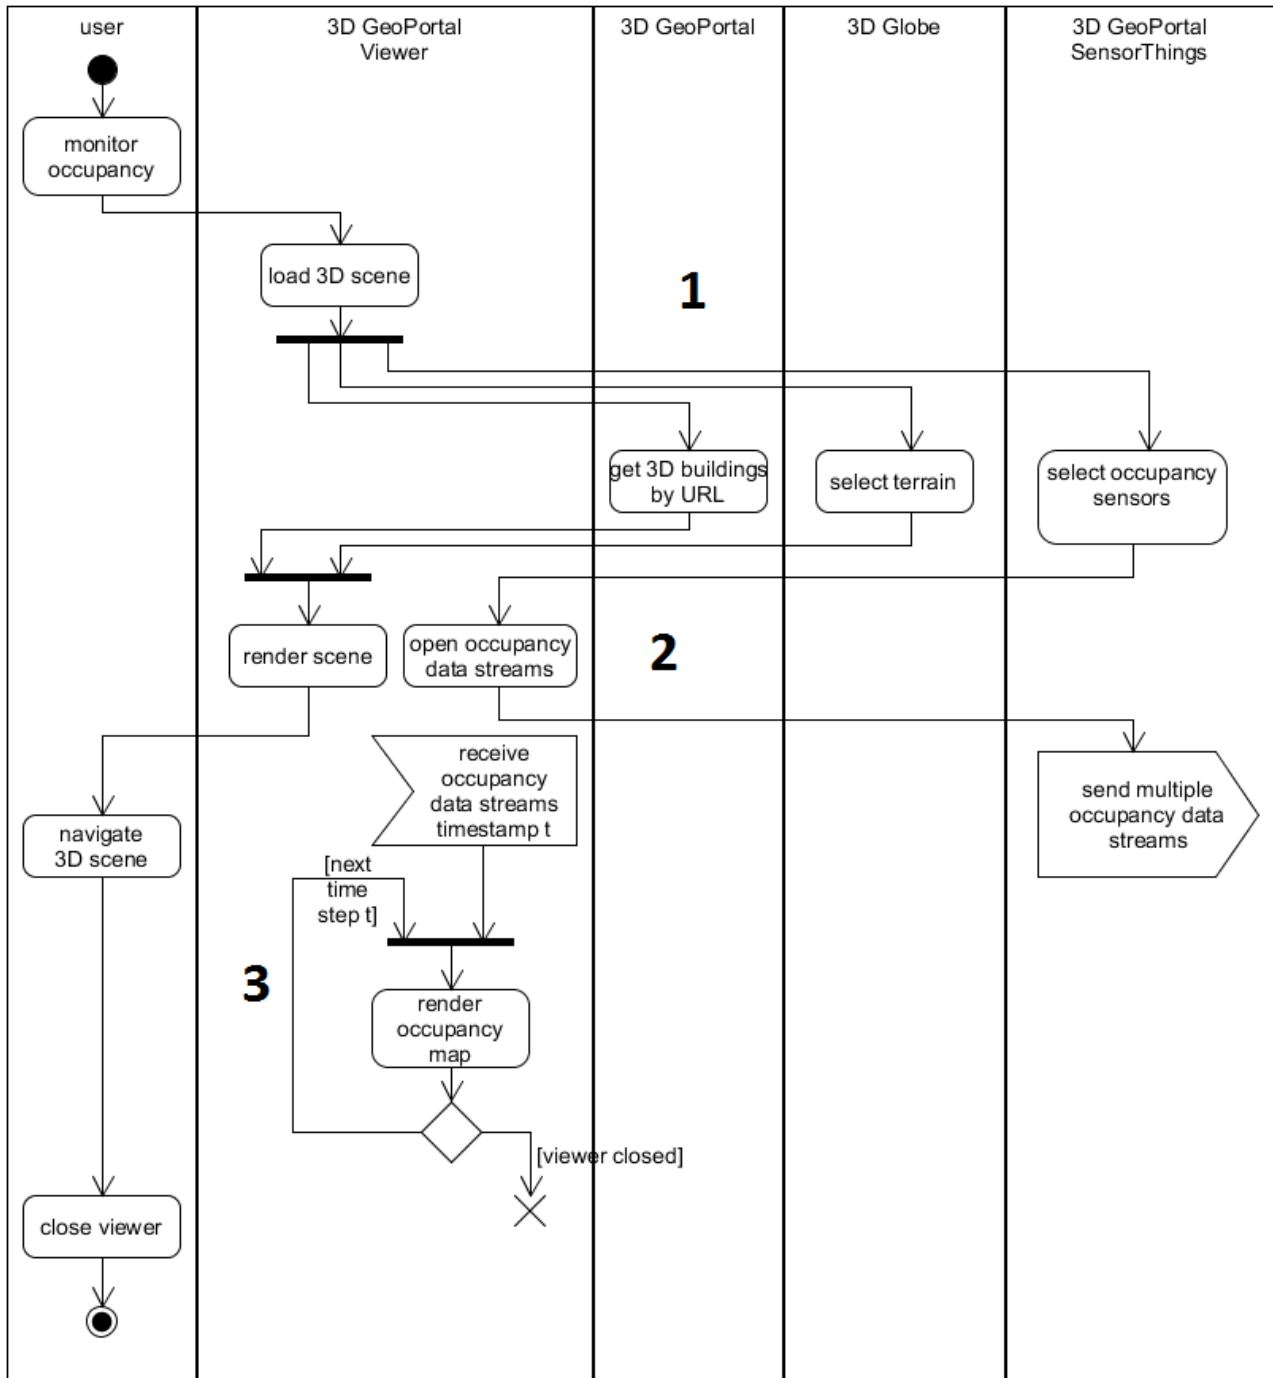 user
3D GeoPortal
Viewer
3D GeoPortal
3D Globe
3D GeoPortal
SensorThings
monitor
occupancy
load 3D scene
1
get 3D buildings
by URL
select terrain
select occupancy
sensors
render scene
open occupancy
data streams
2
receive
occupancy
data streams
timestamp t
send multiple
occupancy data
streams
navigate
3D scene
[next
time
step t]
3
render
occupancy
map
[viewer closed]
close viewer